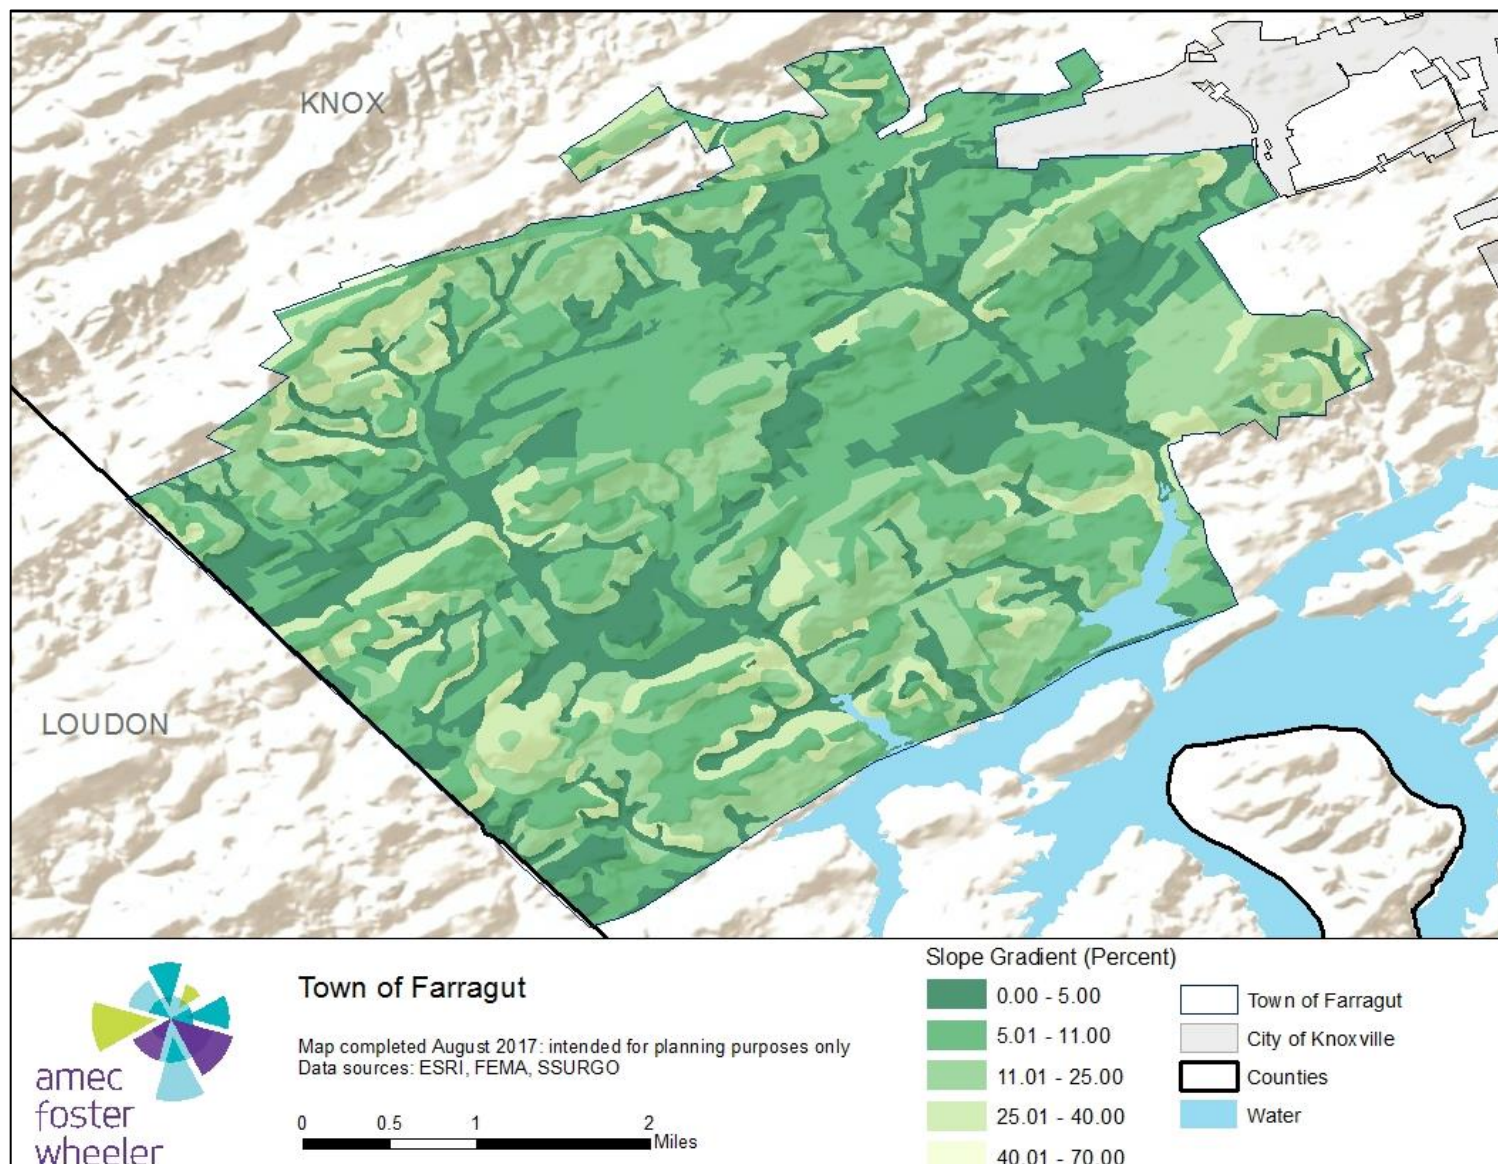 KNOX
LOUDON
amec
foster
wheeler
Town of Farragut
Map completed August 2017: intended for planning purposes only
Data sources: ESRI, FEMA, SSURGO
0 0.5 1 2
Miles
Slope Gradient (Percent)
0.00 - 5.00
5.01 - 11.00
11.01 - 25.00
25.01 - 40.00
40.01 - 70.00
Town of Farragut
City of Knoxville
Counties
Water